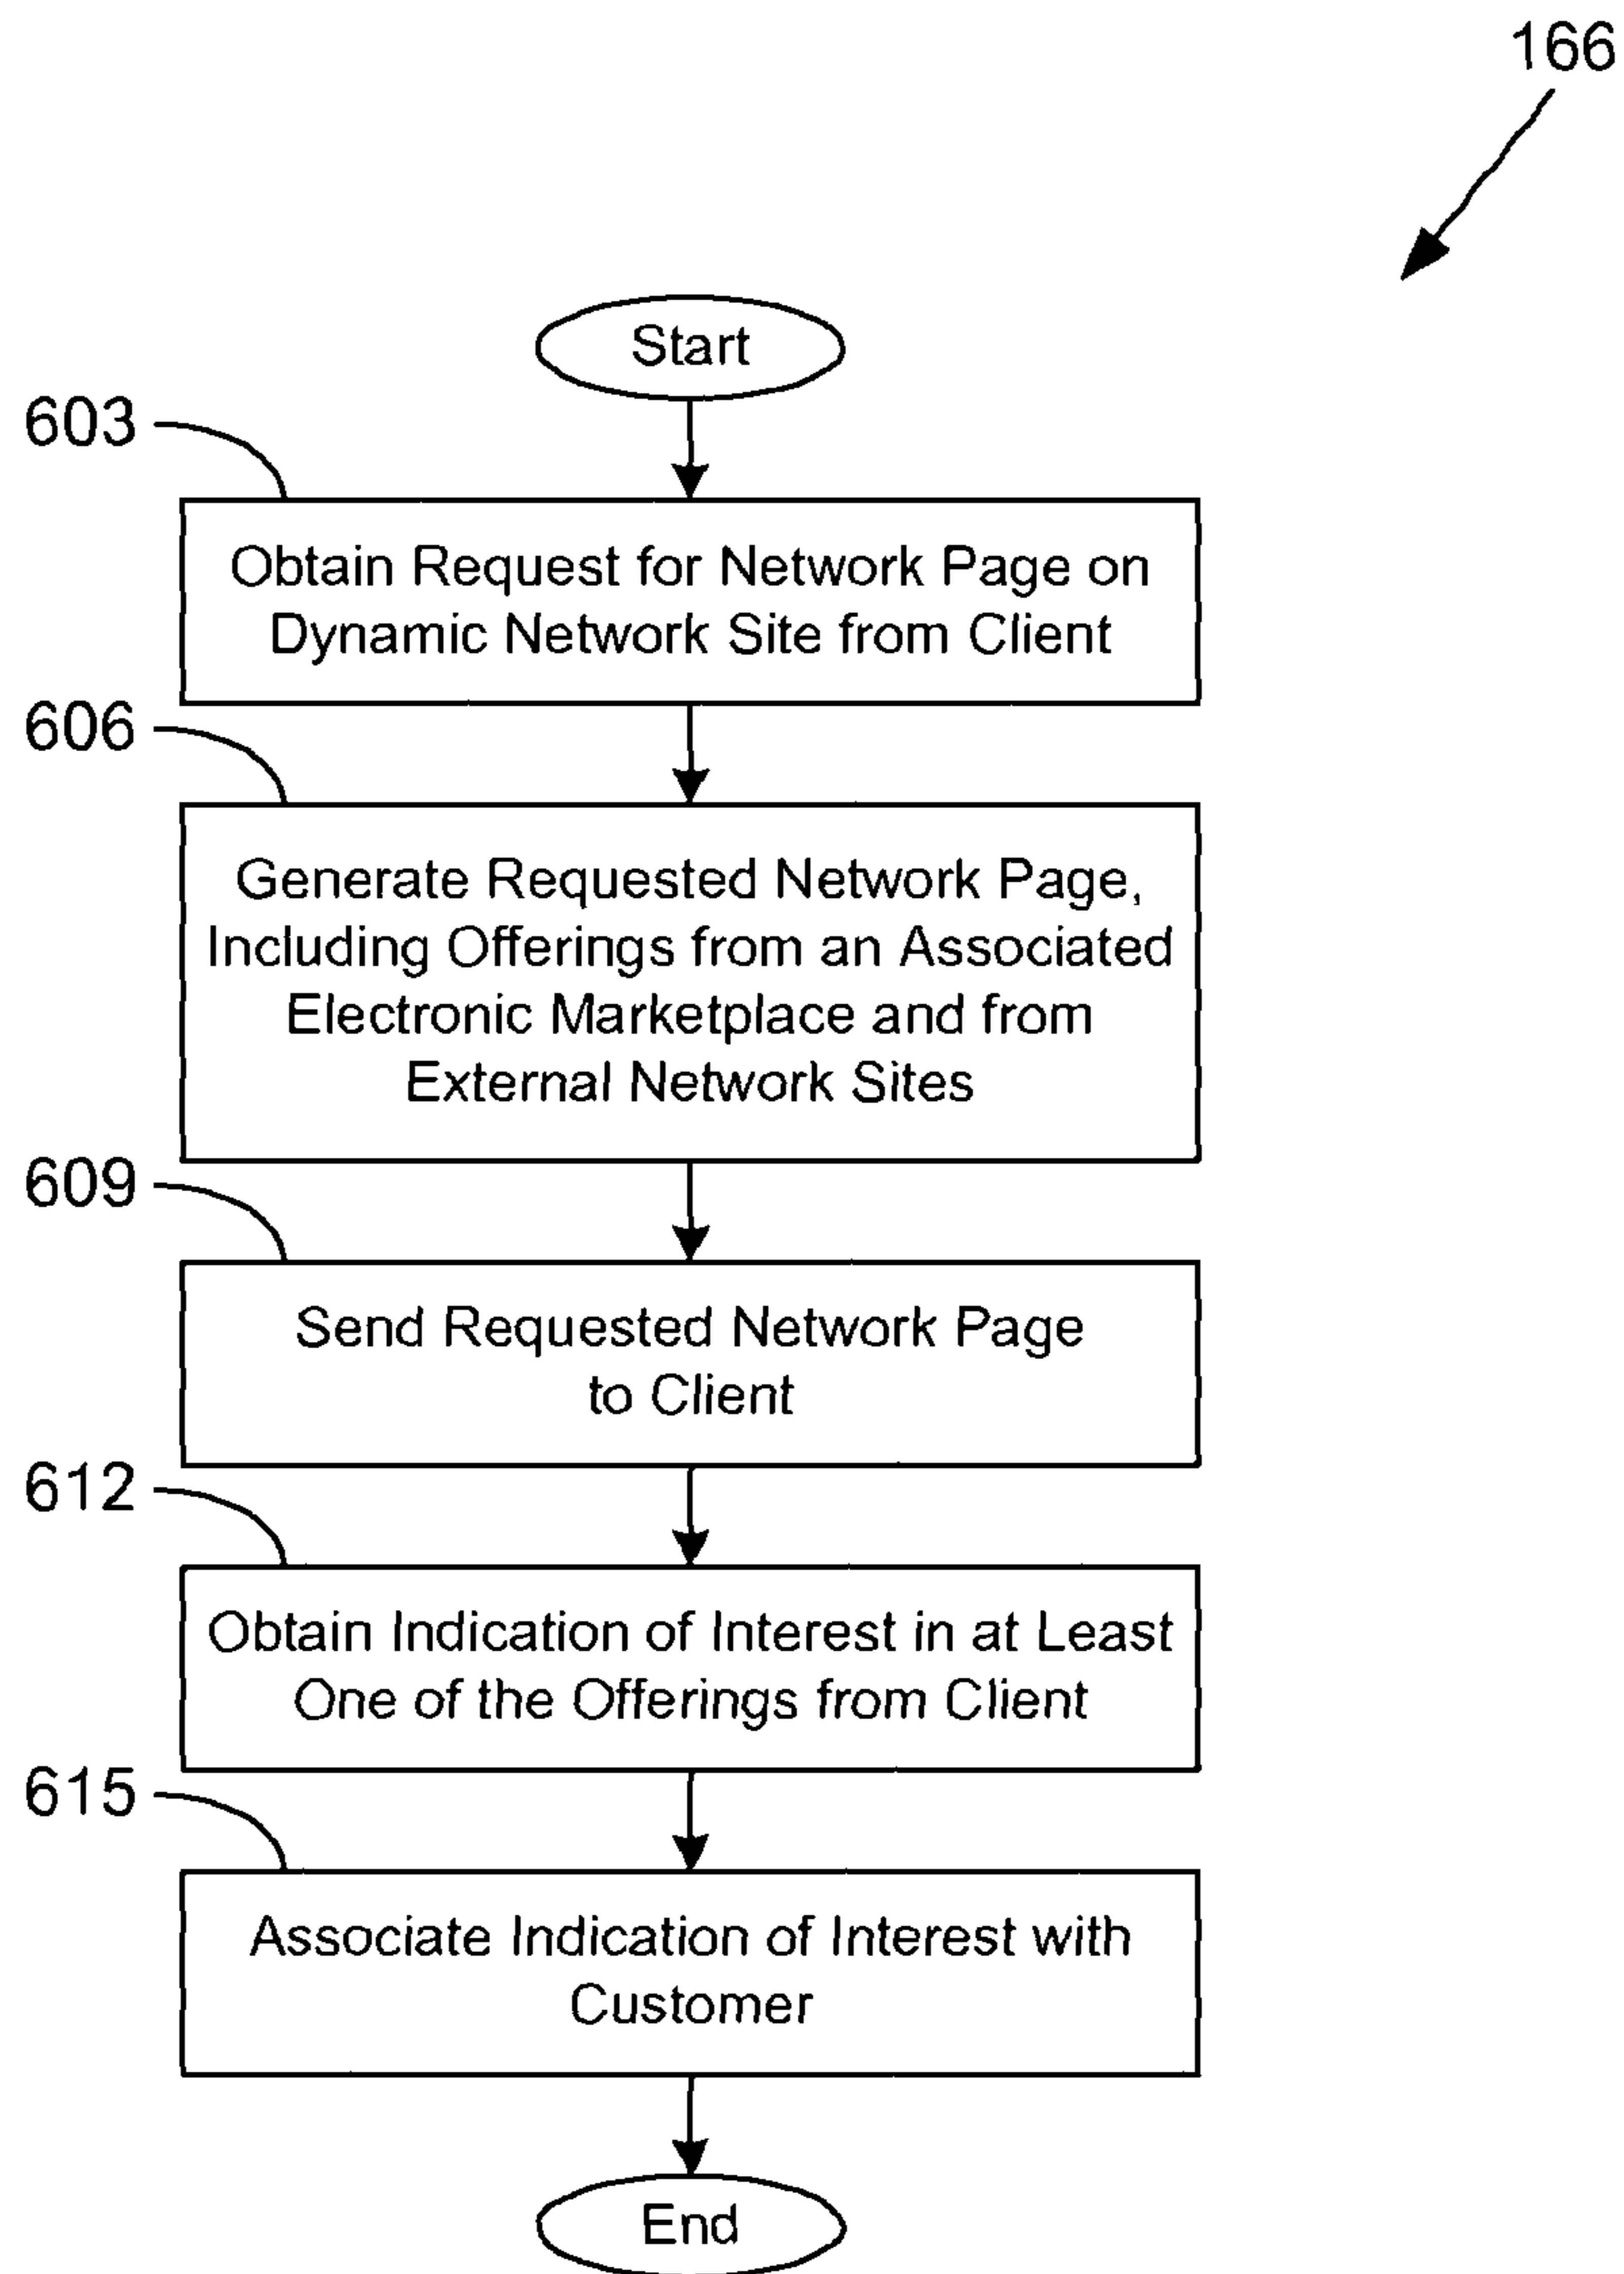 166
Start
603
Obtain Request for Network Page on
Dynamic Network Site from Client
606
Generate Requested Network Page,
Including Offerings from an Associated
Electronic Marketplace and from
External Network Sites
609
Send Requested Network Page
to Client
612
Obtain Indication of Interest in at Least
One of the Offerings from Client
615
Associate Indication of Interest with
Customer
End